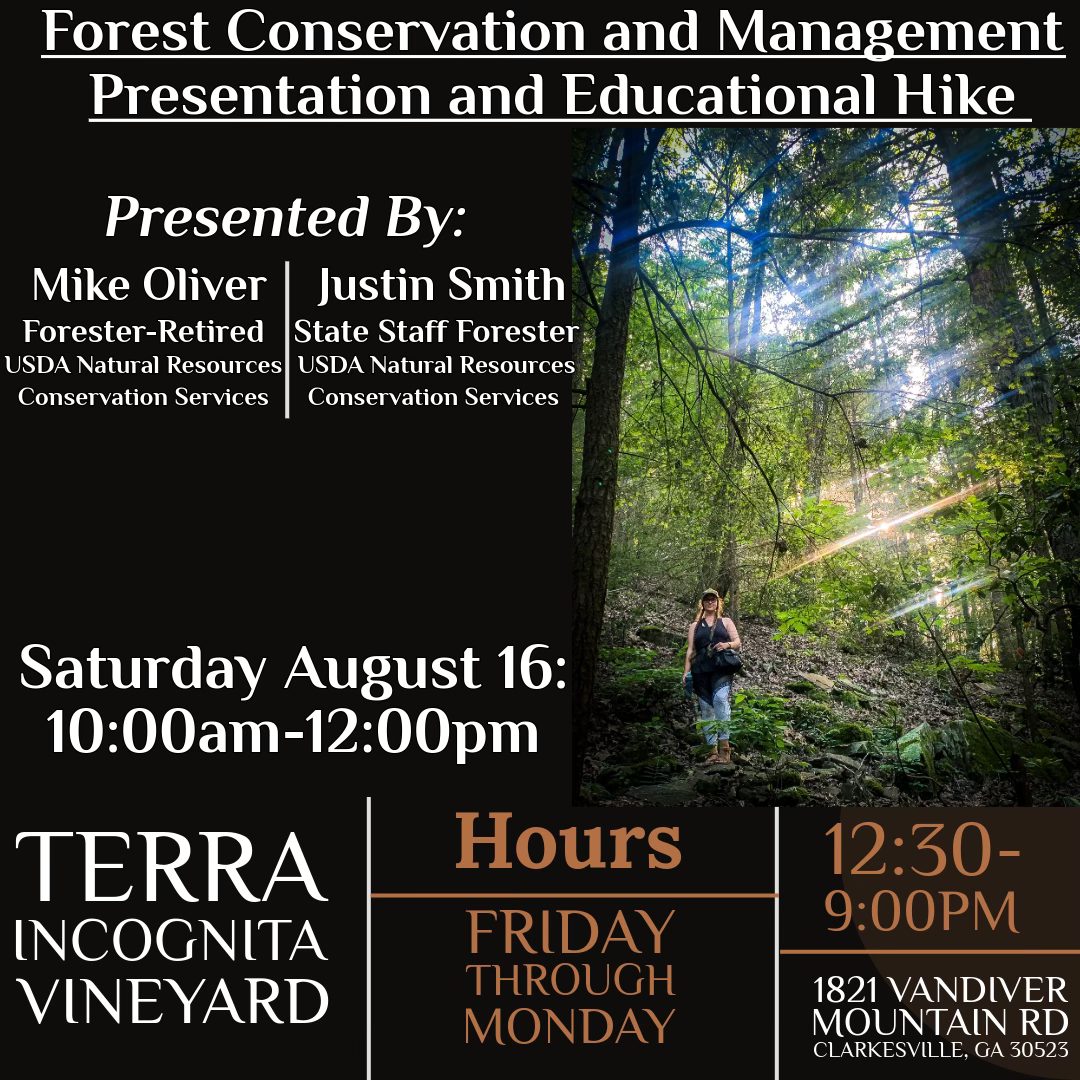 Forest Conservation and Management
Presentation and Educational Hike
Presented By:
Mike Oliver
Forester-Retired
USDA Natural Resources
Conservation Services
Justin Smith
State Staff Forester
USDA Natural Resources
Conservation Services
Saturday August 16:
10:00am-12:00pm
TERRA
INCOGNITA
VINEYARD
Hours
FRIDAY
THROUGH
MONDAY
12:30-
9:00PM
1821 VANDIVER
MOUNTAIN RD
CLARKESVILLE, GA 30523